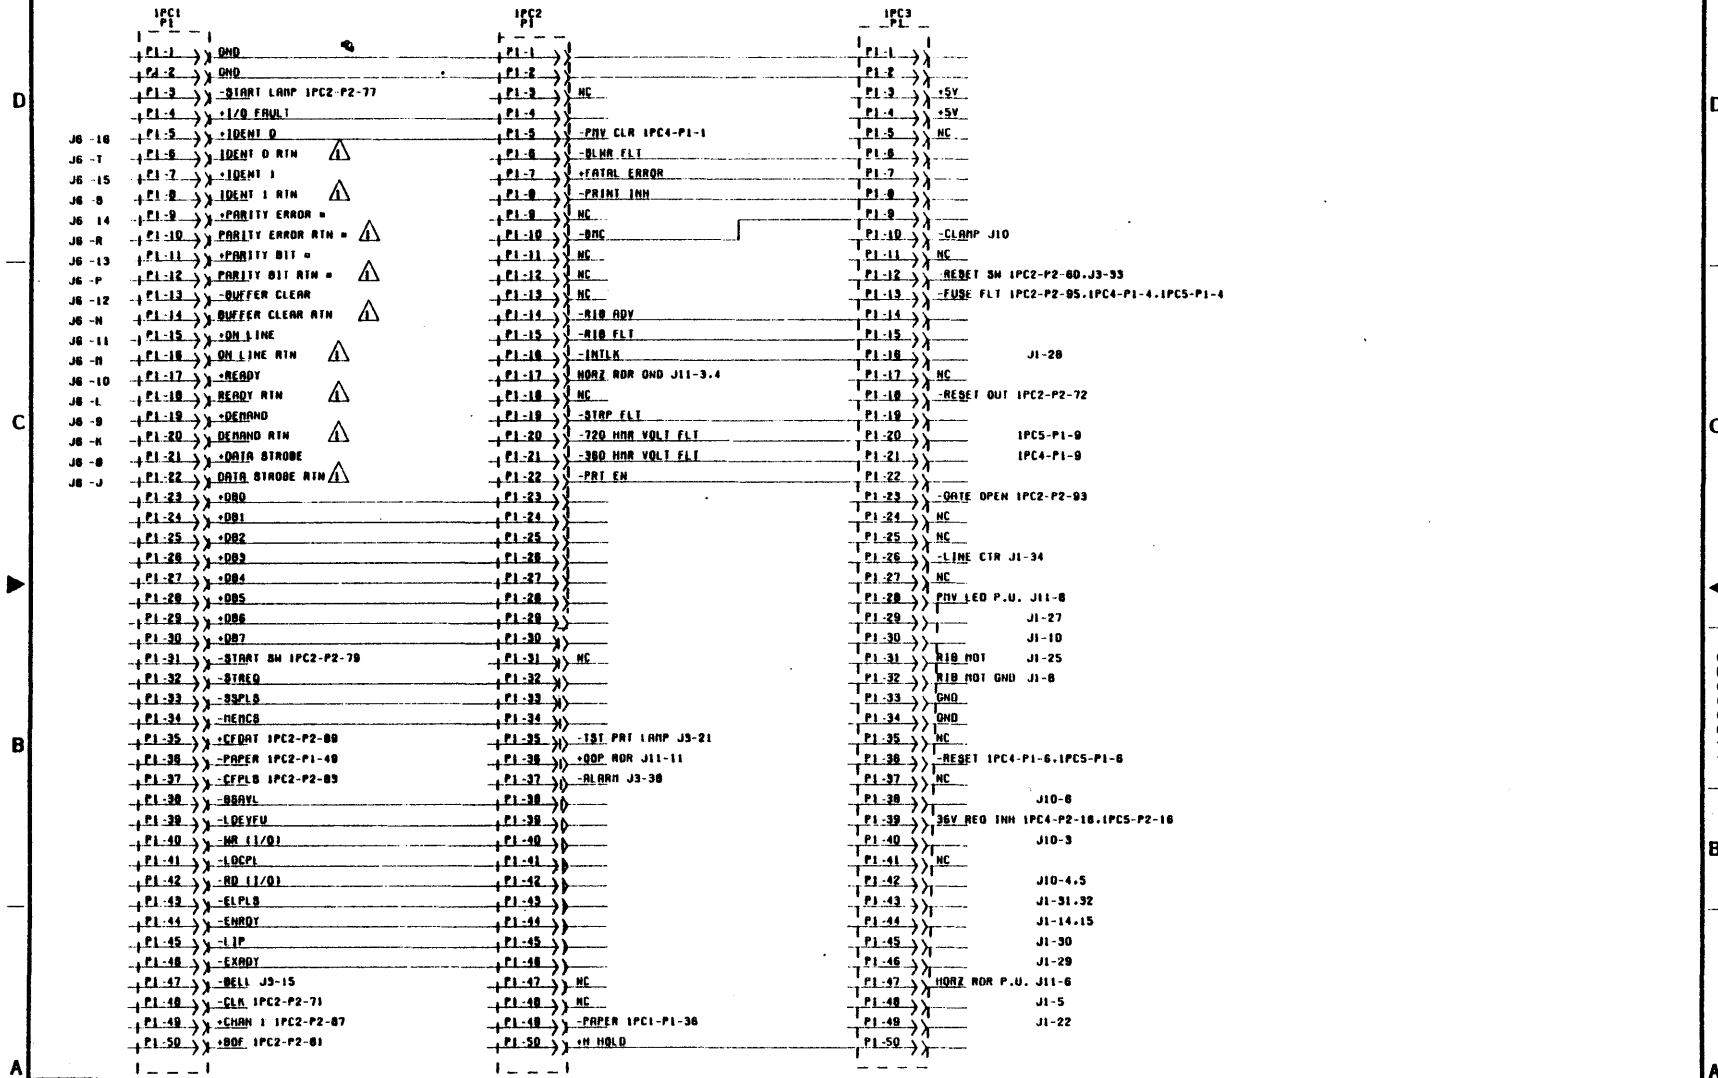 1PC1 1PC2 1PC3
P1 P1 P1
P1-1 GND P1-1 P1-1
P1-2 GND P1-2 P1-2
D P1-3 -START LAMP 1PC2-P2-77 P1-3 NC P1-3 +5V D
P1-4 +I/O FAULT P1-4 P1-4 +5V
J6-16 P1-5 +IDENT 0 P1-5 -PMV CLR 1PC4-P1-1 P1-5 NC
J6-T P1-6 IDENT 0 RTN 1 P1-6 -BLWR FLT P1-6
J6-15 P1-7 +IDENT 1 P1-7 +FATAL ERROR P1-7
J6-S P1-8 IDENT 1 RTN 1 P1-8 -PRINT INH P1-8
J6 14 P1-9 +PARITY ERROR * P1-9 NC P1-9
J6-R P1-10 PARITY ERROR RTN * 1 P1-10 -BMC P1-10 -CLAMP J10
J6-13 P1-11 +PARITY BIT * P1-11 NC P1-11 NC
J6-P P1-12 PARITY BIT RTN * 1 P1-12 NC P1-12 -RESET SW 1PC2-P2-60,J3-33
J6-12 P1-13 -BUFFER CLEAR P1-13 NC P1-13 -FUSE FLT 1PC2-P2-95,1PC4-P1-4,1PC5-P1-4
J6-N P1-14 BUFFER CLEAR RTN 1 P1-14 -RIB ADV P1-14
J6-11 P1-15 +ON LINE P1-15 -RIB FLT P1-15
J6-M P1-16 ON LINE RTN 1 P1-16 -INTLK P1-16 J1-28
J6-10 P1-17 +READY P1-17 HORZ RDR GND J11-3,4 P1-17 NC
J6-L P1-18 READY RTN 1 P1-18 NC P1-18 -RESET OUT 1PC2-P2-72
C J6-9 P1-19 +DEMAND P1-19 -STRP FLT P1-19 C
J6-K P1-20 DEMAND RTN 1 P1-20 -720 HMR VOLT FLT P1-20 1PC5-P1-9
J6-8 P1-21 +DATA STROBE P1-21 -360 HMR VOLT FLT P1-21 1PC4-P1-9
J6-J P1-22 DATA STROBE RTN 1 P1-22 -PRT EN P1-22
P1-23 +DB0 P1-23 P1-23 -GATE OPEN 1PC2-P2-93
P1-24 +DB1 P1-24 P1-24 NC
P1-25 +DB2 P1-25 P1-25 NC
P1-26 +DB3 P1-26 P1-26 -LINE CTR J1-34
P1-27 +DB4 P1-27 P1-27 NC
P1-28 +DB5 P1-28 P1-28 PMV LED P.U. J11-8
P1-29 +DB6 P1-29 P1-29 J1-27
P1-30 +DB7 P1-30 P1-30 J1-10
P1-31 -START SW 1PC2-P2-79 P1-31 NC P1-31 RIB MOT J1-25
P1-32 -STREQ P1-32 P1-32 RIB MOT GND J1-8
P1-33 -SSPLS P1-33 P1-33 GND
P1-34 -MEMCS P1-34 P1-34 GND
B P1-35 +CFDAT 1PC2-P2-89 P1-35 -TST PRT LAMP J3-21 P1-35 NC
P1-36 -PAPER 1PC2-P1-49 P1-36 +OOP RDR J11-11 P1-36 -RESET 1PC4-P1-6,1PC5-P1-6
P1-37 -CFPLS 1PC2-P2-83 P1-37 -ALARM J3-38 P1-37 NC
P1-38 -BSAVL P1-38 P1-38 J10-6
P1-39 -LDEVFU P1-39 P1-39 36V REG INH 1PC4-P2-16,1PC5-P2-16
P1-40 -WR (I/O) P1-40 P1-40 J10-3
P1-41 -LOCPL P1-41 P1-41 NC B
P1-42 -RD (I/O) P1-42 P1-42 J10-4,5
P1-43 -ELPLS P1-43 P1-43 J1-31,32
P1-44 -ENRDY P1-44 P1-44 J1-14,15
P1-45 -LIP P1-45 P1-45 J1-30
P1-46 -EXRDY P1-46 P1-46 J1-29
P1-47 -BELL J3-15 P1-47 NC P1-47 HORZ RDR P.U. J11-6
P1-48 -CLK 1PC2-P2-71 P1-48 NC P1-48 J1-5
P1-49 +CHAN 1 1PC2-P2-87 P1-49 -PAPER 1PC1-P1-36 P1-49 J1-22
P1-50 +BOF 1PC2-P2-81 P1-50 +H HOLD P1-50
A A